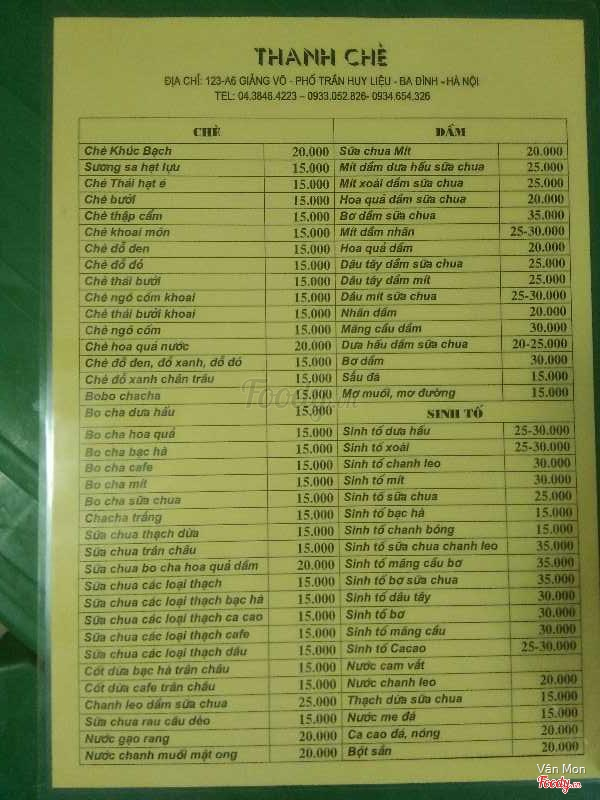 THANH CHÈ
ĐỊA CHỈ: 123-A6 GIẢNG VÕ - PHỐ TRẦN HUY LIỆU - BA ĐÌNH - HÀ NỘI
TEL: 04.3846.4223 – 0933.052.826- 0934.654.326
CHÈ
Chè Khúc Bạch 20.000
Sương sa hạt lựu 15.000
Chè Thái hạt é 15.000
Chè bưởi 15.000
Chè thập cẩm 15.000
Chè khoai môn 15.000
Chè đỗ đen 15.000
Chè đỗ đỏ 15.000
Chè thái bưởi 15.000
Chè ngô cốm khoai 15.000
Chè thái bưởi khoai 15.000
Chè ngô cốm 15.000
Chè hoa quả nước 20.000
Chè đỗ đen, đỗ xanh, đỗ đỏ 15.000
Chè đỗ xanh chân trâu 15.000
Bobo chacha 15.000
Bo cha dưa hấu 15.000
Bo cha hoa quả 15.000
Bo cha bạc hà 15.000
Bo cha cafe 15.000
Bo cha mít 15.000
Bo cha sữa chua 15.000
Chacha trắng 15.000
Sữa chua thạch dừa 15.000
Sữa chua trân châu 15.000
Sữa chua bo cha hoa quả dầm 20.000
Sữa chua các loại thạch 15.000
Sữa chua các loại thạch bạc hà 15.000
Sữa chua các loại thạch ca cao 15.000
Sữa chua các loại thạch cafe 15.000
Sữa chua các loại thạch dâu 15.000
Cốt dừa bạc hà trân châu 15.000
Cốt dừa cafe trân châu 15.000
Chanh leo dầm sữa chua 25.000
Sữa chua rau câu dẻo 15.000
Nước gạo rang 20.000
Nước chanh muối mật ong 20.000
DẦM
Sữa chua Mít 20.000
Mít dầm dưa hấu sữa chua 25.000
Mít xoài dầm sữa chua 25.000
Hoa quả dầm sữa chua 20.000
Bơ dầm sữa chua 35.000
Mít dầm nhãn 25-30.000
Hoa quả dầm 20.000
Dâu tây dầm sữa chua 25.000
Dâu tây dầm mít 25.000
Dầu mít sữa chua 25-30.000
Nhãn dầm 20.000
Mãng cầu dầm 30.000
Dưa hấu dầm sữa chua 20-25.000
Bơ dầm 30.000
Sấu đá 15.000
Mơ muối, mơ đường 15.000
SINH TỐ
Sinh tố dưa hấu 25-30.000
Sinh tố xoài 25-30.000
Sinh tố chanh leo 30.000
Sinh tố mít 30.000
Sinh tố sữa chua 25.000
Sinh tố bạc hà 15.000
Sinh tố chanh bông 15.000
Sinh tố sữa chua chanh leo 35.000
Sinh tố mãng cầu bơ 35.000
Sinh tố bơ sữa chua 35.000
Sinh tố dâu tây 30.000
Sinh tố bơ 30.000
Sinh tố mãng cầu 30.000
Sinh tố Cacao 25-30.000
Nước cam vắt
Nước chanh leo 20.000
Thạch dừa sữa chua 15.000
Nước me đá 15.000
Ca cao đá, nóng 20.000
Bột sắn 20.000
Foody.vn
Vân Mon
Foody.vn